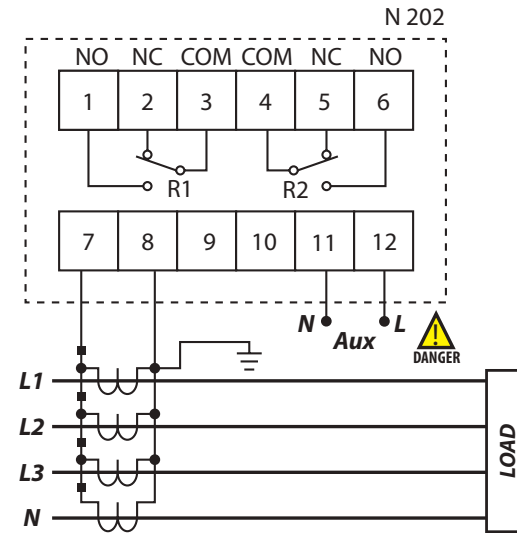 N 202
NO NC COM COM NC NO
1 2 3 4 5 6
R1 R2
7 8 9 10 11 12
N Aux L
DANGER
L1
L2
L3
N
LOAD